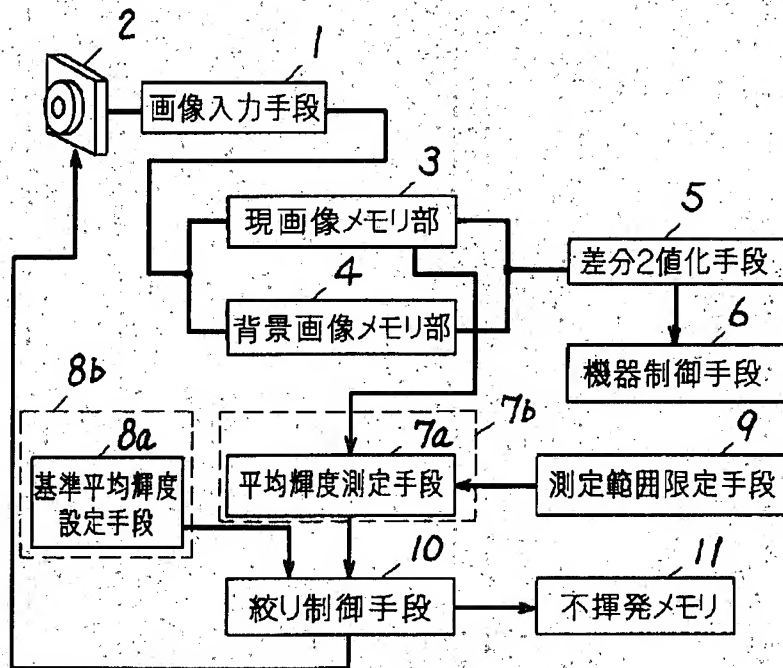 2
1
画像入力手段
3
現画像メモリ部
5
差分2値化手段
4
背景画像メモリ部
6
機器制御手段
8b
8a
7b
7a
9
基準平均輝度
設定手段
平均輝度測定手段
測定範囲限定手段
10
絞り制御手段
11
不揮発メモリ